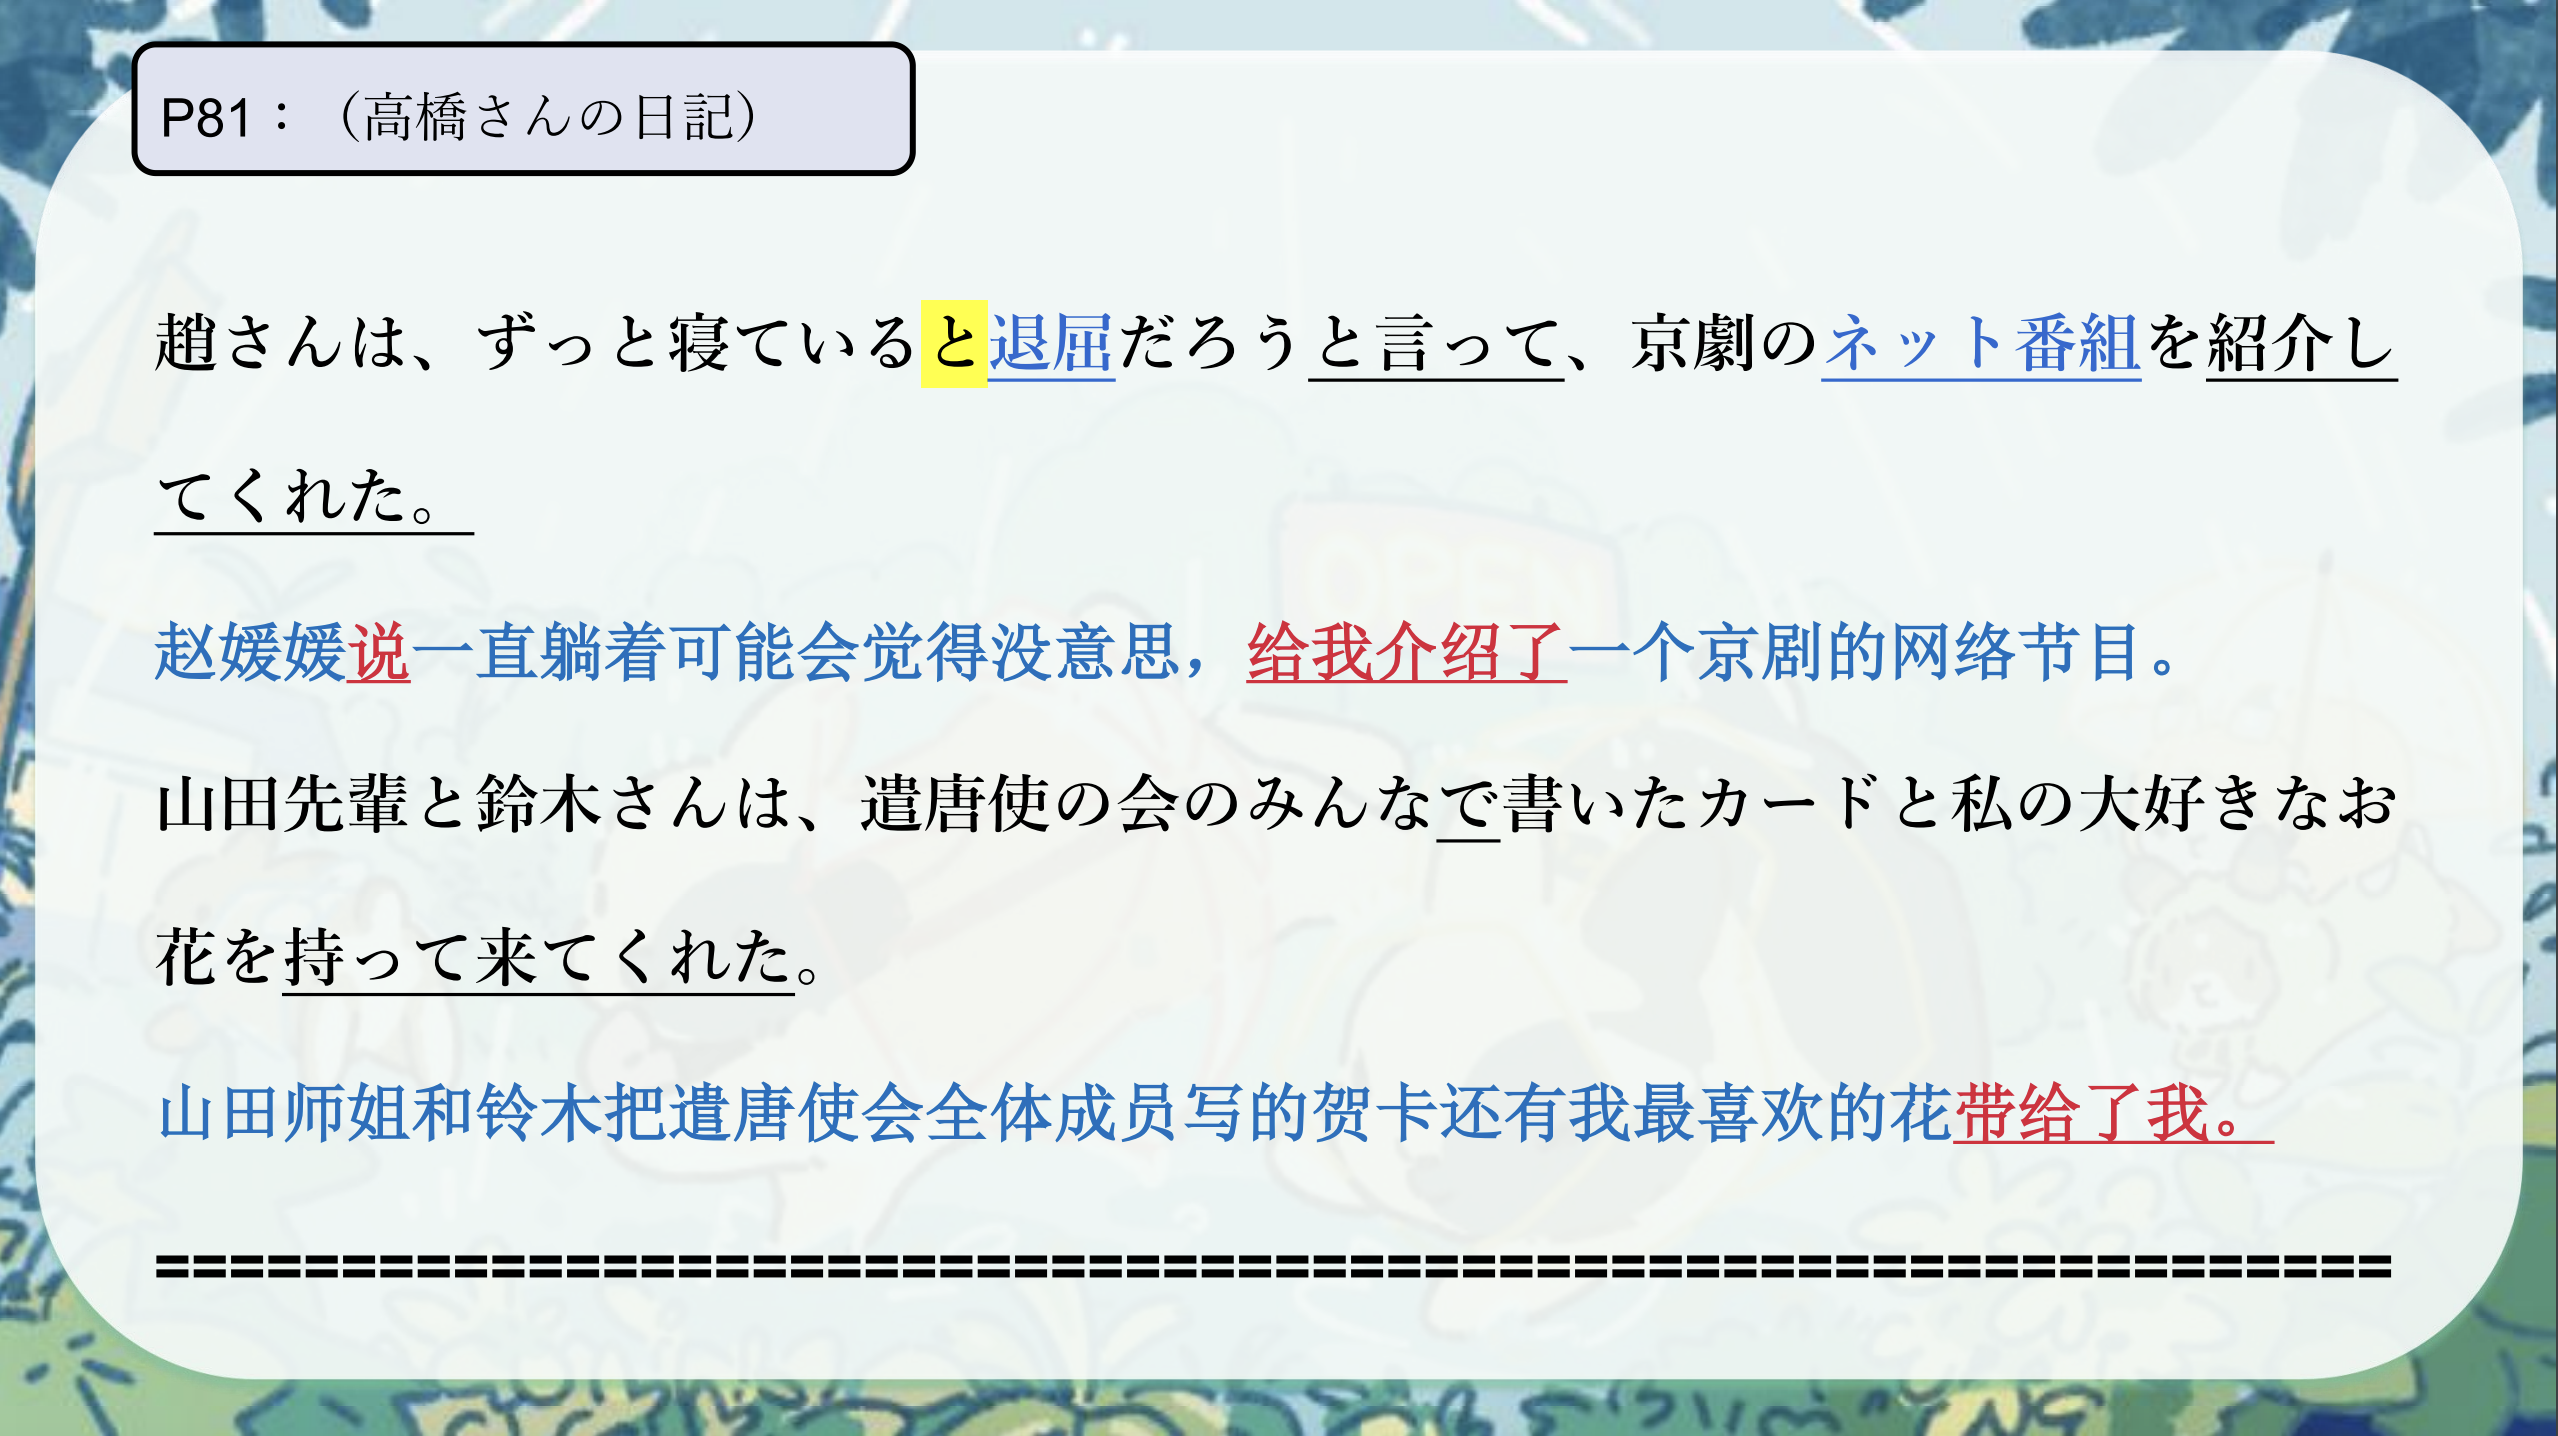 P81：（高橋さんの日記）
趙さんは、ずっと寝ていると退屈だろうと言って、京劇のネット番組を紹介し
てくれた。
赵媛媛说一直躺着可能会觉得没意思，给我介绍了一个京剧的网络节目。
山田先輩と鈴木さんは、遣唐使の会のみんなで書いたカードと私の大好きなお
花を持って来てくれた。
山田师姐和铃木把遣唐使会全体成员写的贺卡还有我最喜欢的花带给了我。
============================================================